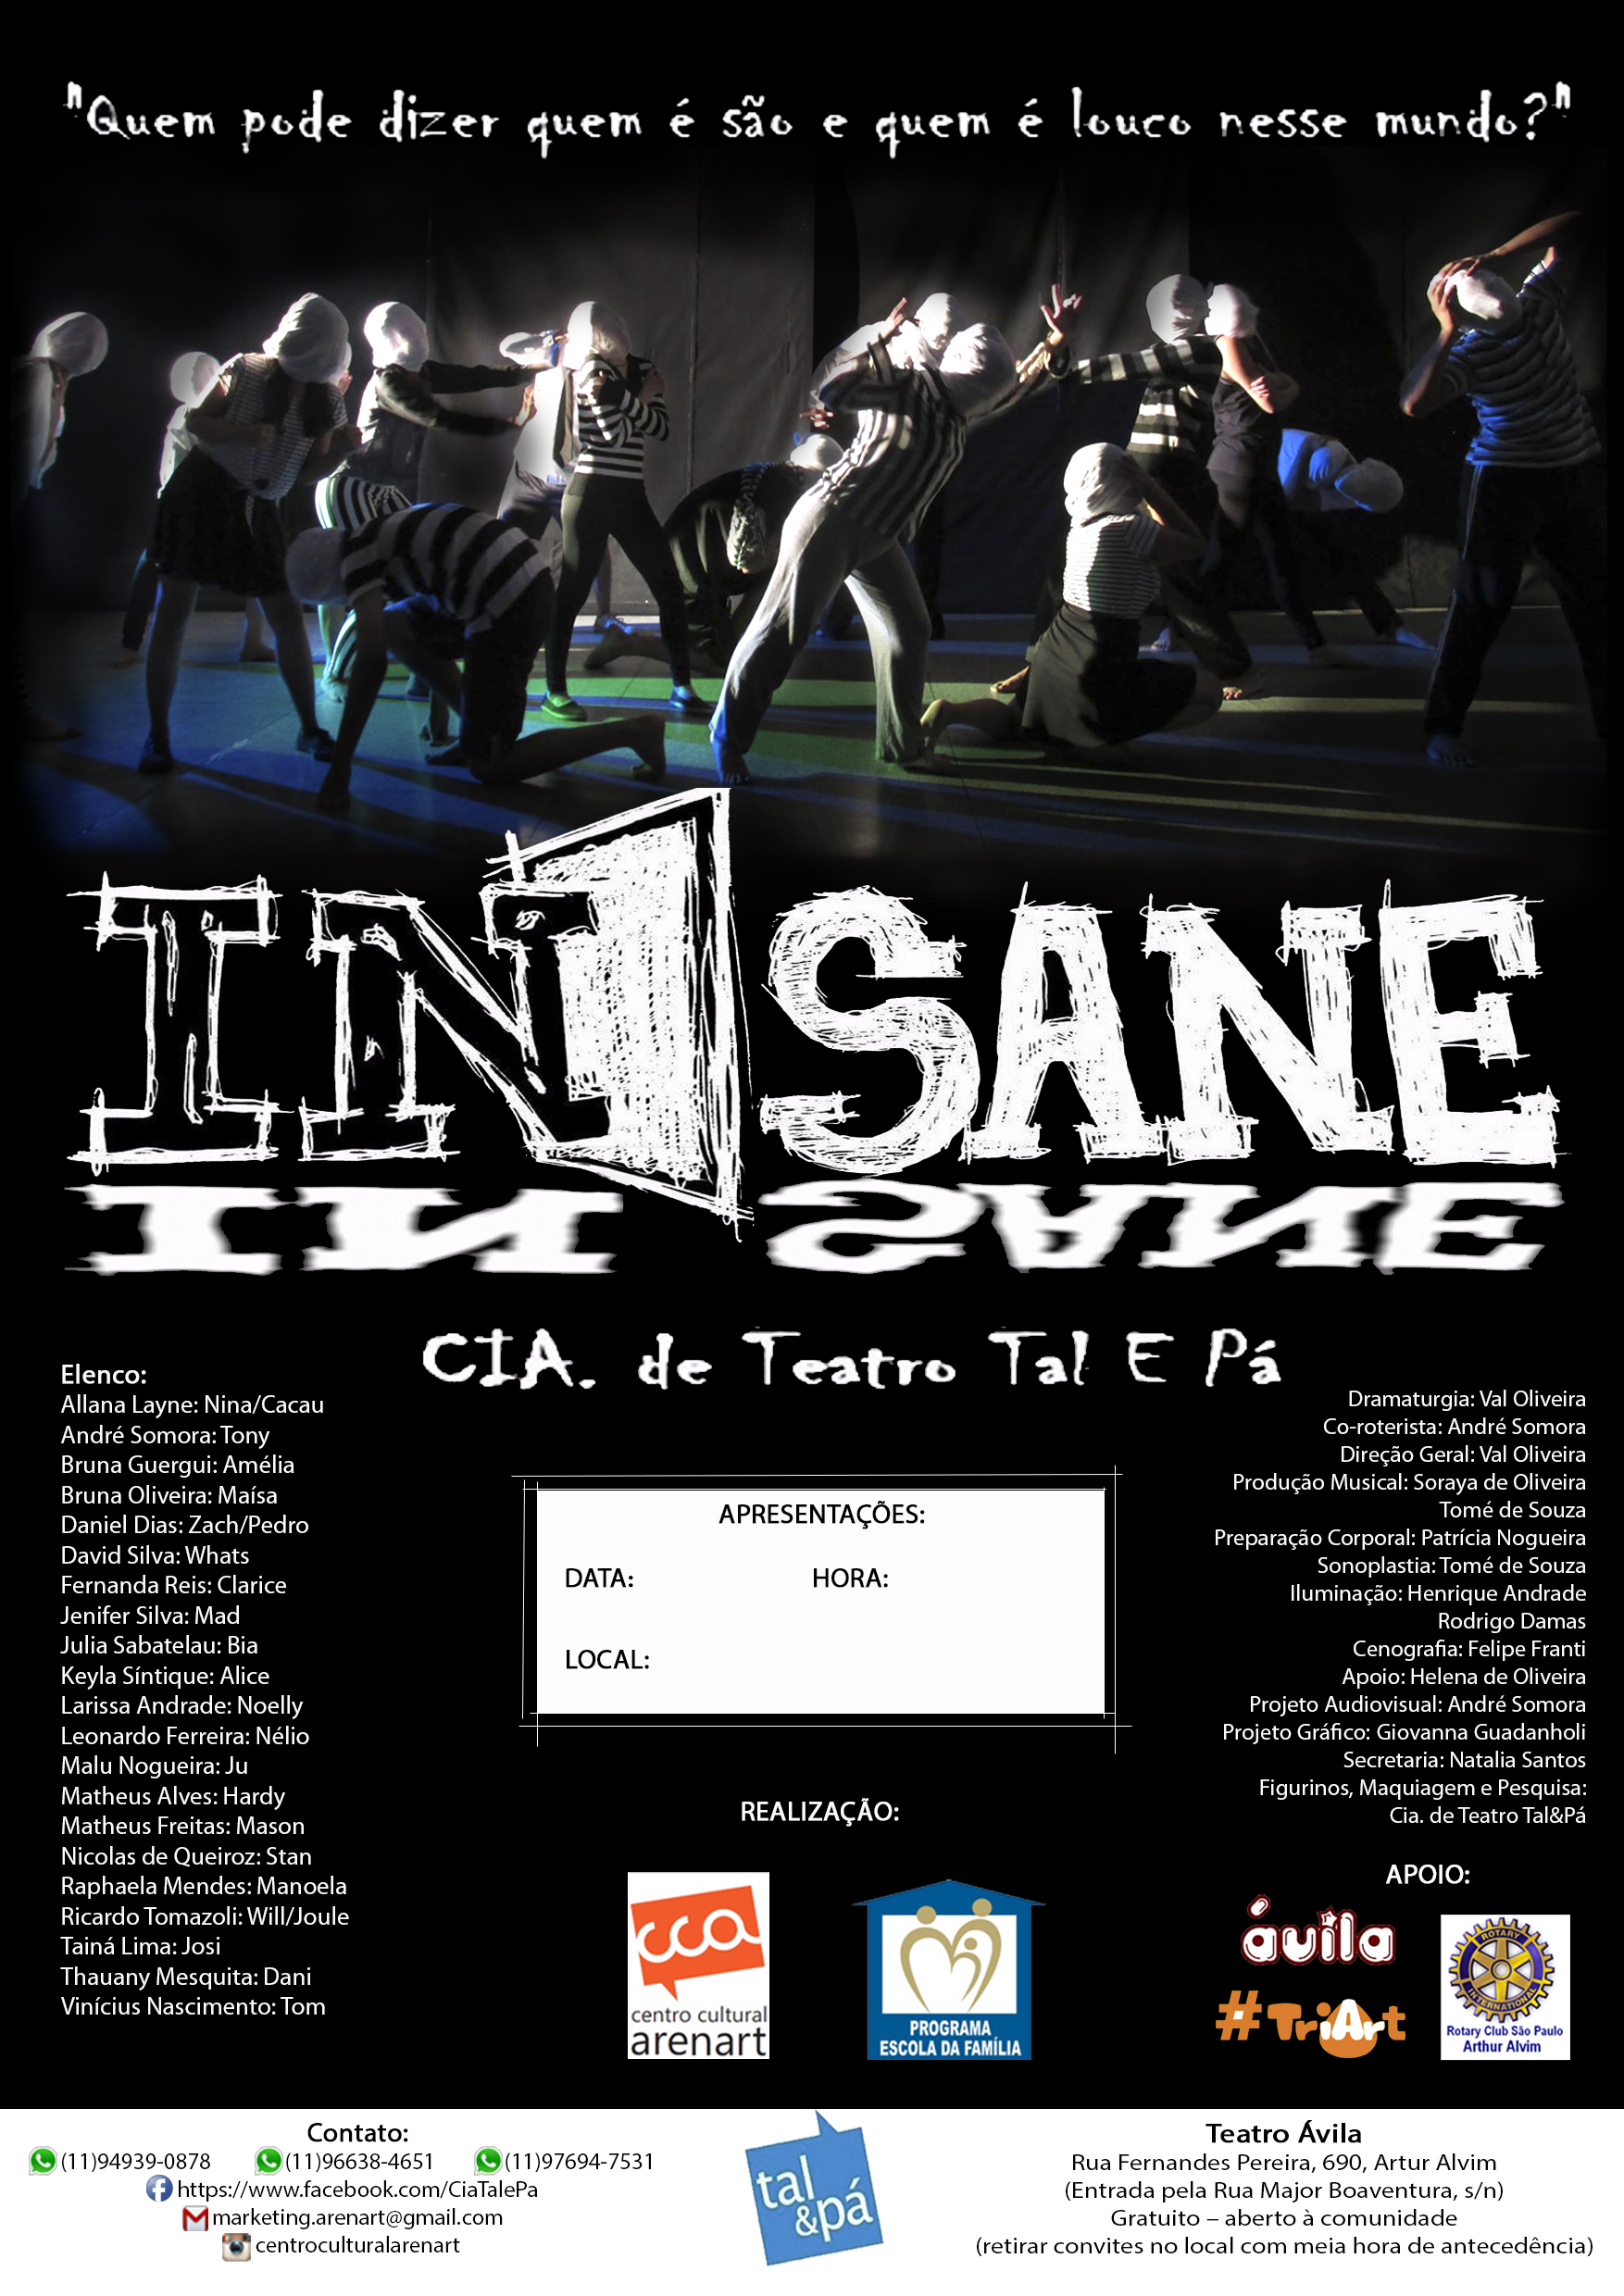 "Quem pode dizer quem é são e quem é louco nesse mundo?"
IN SANE
IN SANE
CIA. de Teatro Tal E Pá
Elenco:
Allana Layne: Nina/Cacau
André Somora: Tony
Bruna Guergui: Amélia
Bruna Oliveira: Maísa
Daniel Dias: Zach/Pedro
David Silva: Whats
Fernanda Reis: Clarice
Jenifer Silva: Mad
Julia Sabatelau: Bia
Keyla Síntique: Alice
Larissa Andrade: Noelly
Leonardo Ferreira: Nélio
Malu Nogueira: Ju
Matheus Alves: Hardy
Matheus Freitas: Mason
Nicolas de Queiroz: Stan
Raphaela Mendes: Manoela
Ricardo Tomazoli: Will/Joule
Tainá Lima: Josi
Thauany Mesquita: Dani
Vinícius Nascimento: Tom
APRESENTAÇÕES:
DATA: HORA:
LOCAL:
REALIZAÇÃO:
cca
centro cultural
arenart
PROGRAMA
ESCOLA DA FAMÍLIA
Dramaturgia: Val Oliveira
Co-roterista: André Somora
Direção Geral: Val Oliveira
Produção Musical: Soraya de Oliveira
Tomé de Souza
Preparação Corporal: Patrícia Nogueira
Sonoplastia: Tomé de Souza
Iluminação: Henrique Andrade
Rodrigo Damas
Cenografia: Felipe Franti
Apoio: Helena de Oliveira
Projeto Audiovisual: André Somora
Projeto Gráfico: Giovanna Guadanholi
Secretaria: Natalia Santos
Figurinos, Maquiagem e Pesquisa:
Cia. de Teatro Tal&Pá
APOIO:
ávila
#TriArt
ROTARY
INTERNATIONAL
Rotary Club São Paulo
Arthur Alvim
Contato:
(11)94939-0878 (11)96638-4651 (11)97694-7531
https://www.facebook.com/CiaTalePa
marketing.arenart@gmail.com
centroculturalarenart
tal
&pá
Teatro Ávila
Rua Fernandes Pereira, 690, Artur Alvim
(Entrada pela Rua Major Boaventura, s/n)
Gratuito – aberto à comunidade
(retirar convites no local com meia hora de antecedência)